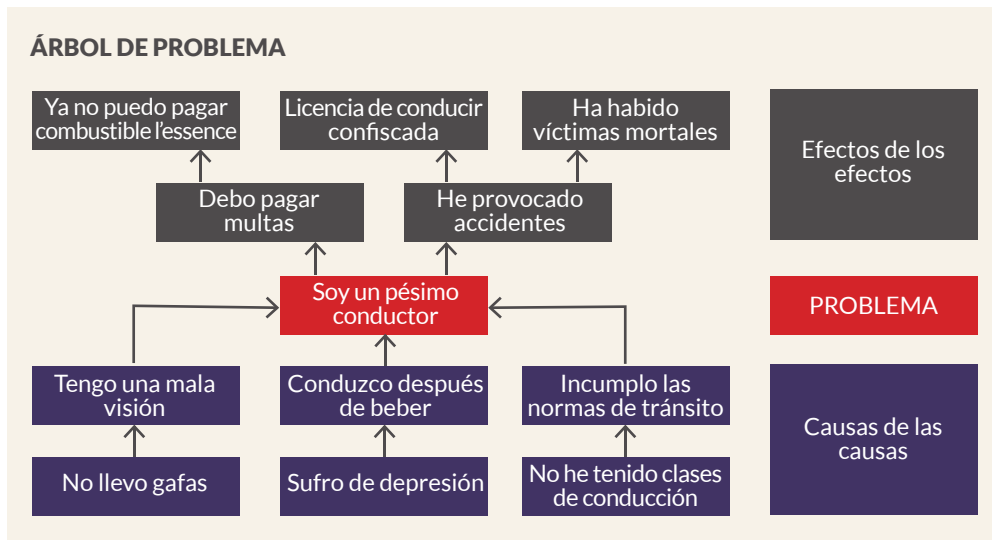 ÁRBOL DE PROBLEMA
Ya no puedo pagar
combustible l’essence
Licencia de conducir
confiscada
Ha habido
víctimas mortales
Efectos de los
efectos
Debo pagar
multas
He provocado
accidentes
Soy un pésimo
conductor
PROBLEMA
Tengo una mala
visión
Conduzco después
de beber
Incumplo las
normas de tránsito
Causas de las
causas
No llevo gafas
Sufro de depresión
No he tenido clases
de conducción